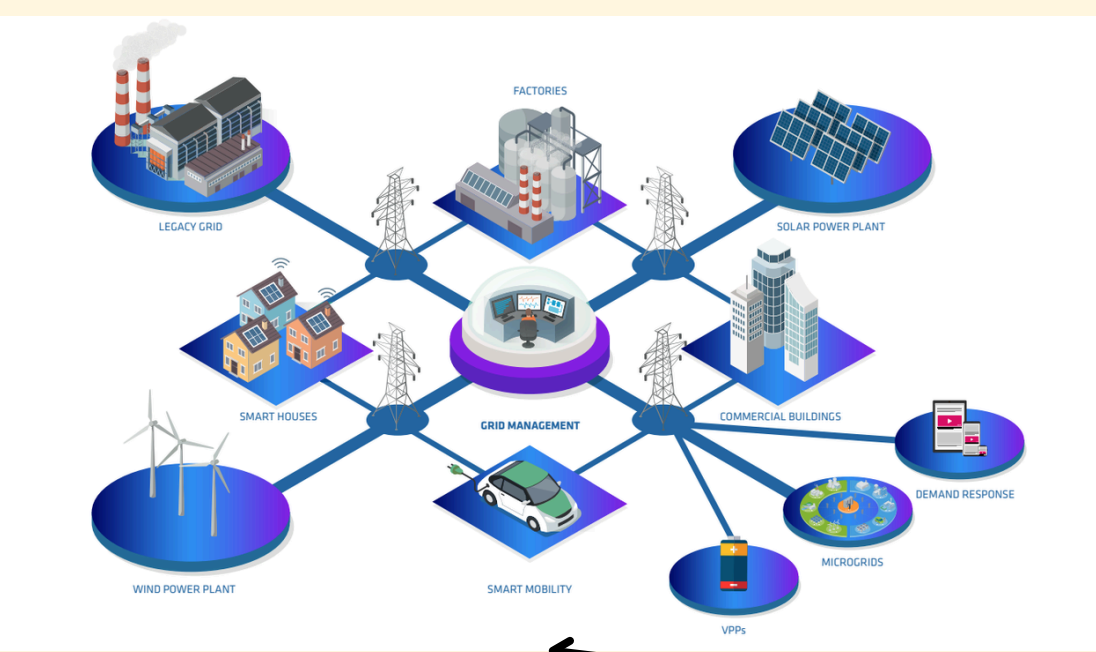 FACTORIES
LEGACY GRID
SOLAR POWER PLANT
SMART HOUSES
GRID MANAGEMENT
COMMERCIAL BUILDINGS
DEMAND RESPONSE
MICROGRIDS
WIND POWER PLANT
SMART MOBILITY
VPPs